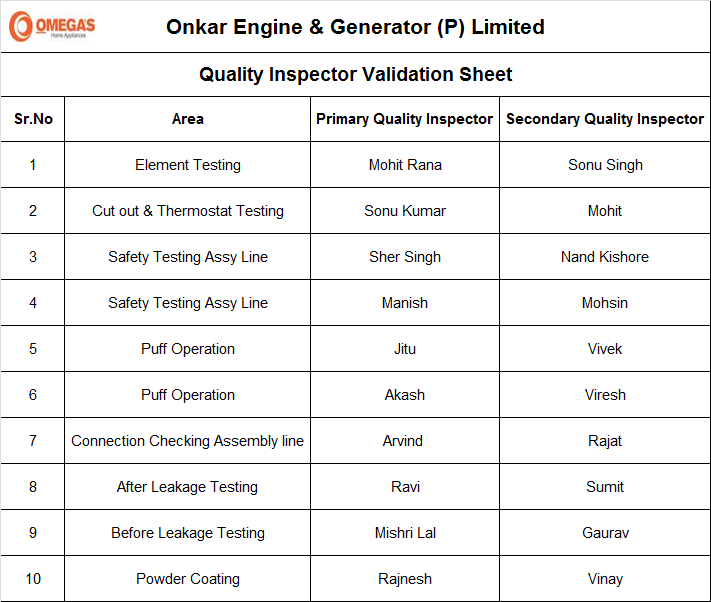 OMEGA'S
Home Appliances
Onkar Engine & Generator (P) Limited
Quality Inspector Validation Sheet
Sr.No Area Primary Quality Inspector Secondary Quality Inspector
1 Element Testing Mohit Rana Sonu Singh
2 Cut out & Thermostat Testing Sonu Kumar Mohit
3 Safety Testing Assy Line Sher Singh Nand Kishore
4 Safety Testing Assy Line Manish Mohsin
5 Puff Operation Jitu Vivek
6 Puff Operation Akash Viresh
7 Connection Checking Assembly line Arvind Rajat
8 After Leakage Testing Ravi Sumit
9 Before Leakage Testing Mishri Lal Gaurav
10 Powder Coating Rajnesh Vinay